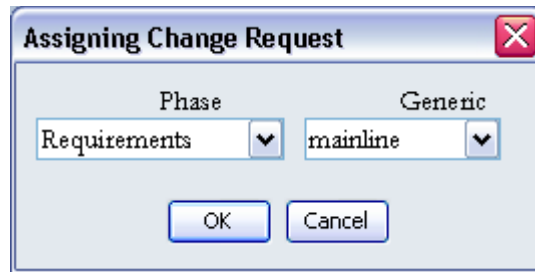 Assigning Change Request
Phase Generic
Requirements mainline
OK Cancel